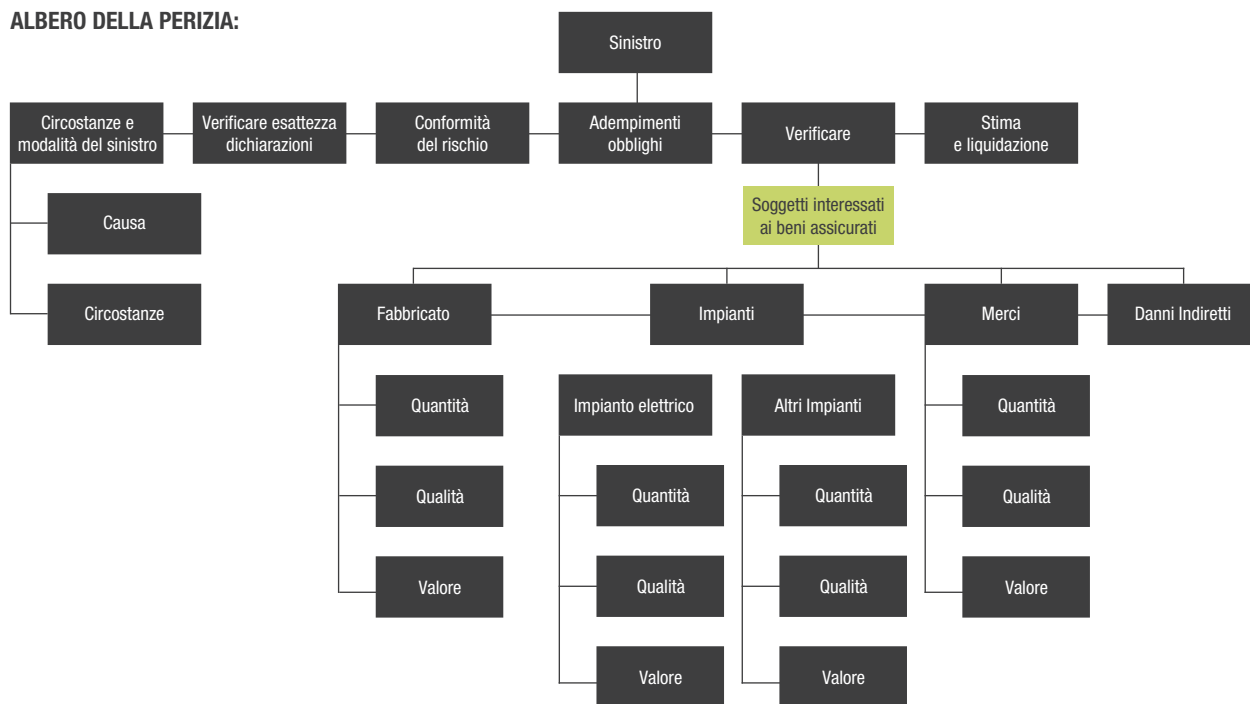 ALBERO DELLA PERIZIA:
Sinistro
Circostanze e
modalità del sinistro
Verificare esattezza
dichiarazioni
Conformità
del rischio
Adempimenti
obblighi
Verificare
Stima
e liquidazione
Causa
Circostanze
Soggetti interessati
ai beni assicurati
Fabbricato
Impianti
Merci
Danni Indiretti
Quantità
Qualità
Valore
Impianto elettrico
Quantità
Qualità
Valore
Altri Impianti
Quantità
Qualità
Valore
Quantità
Qualità
Valore